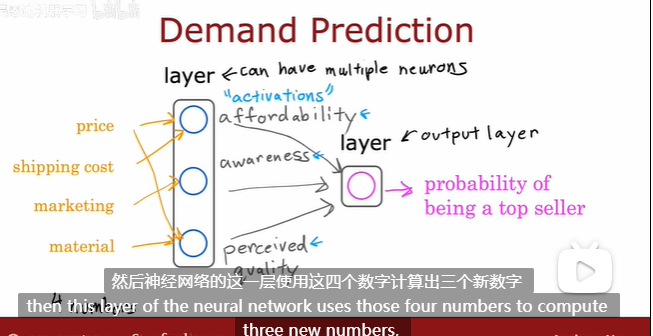 Demand Prediction
layer ← can have multiple neurons
"activations"
affordability
layer ← output layer
price
shipping cost
awareness
marketing
probability of
being a top seller
material
perceived
quality
4 numbers
然后神经网络的这一层使用这四个数字计算出三个新数字
then this layer of the neural network uses those four numbers to compute
three new numbers,